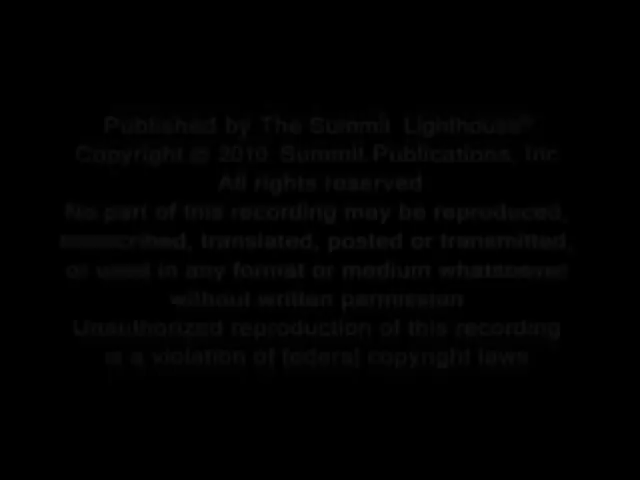 Published by The Summit Lighthouse®
Copyright © 2010 Summit Publications, Inc.
All rights reserved
No part of this recording may be reproduced,
transcribed, translated, posted or transmitted,
or used in any format or medium whatsoever
without written permission
Unauthorized reproduction of this recording
is a violation of federal copyright laws